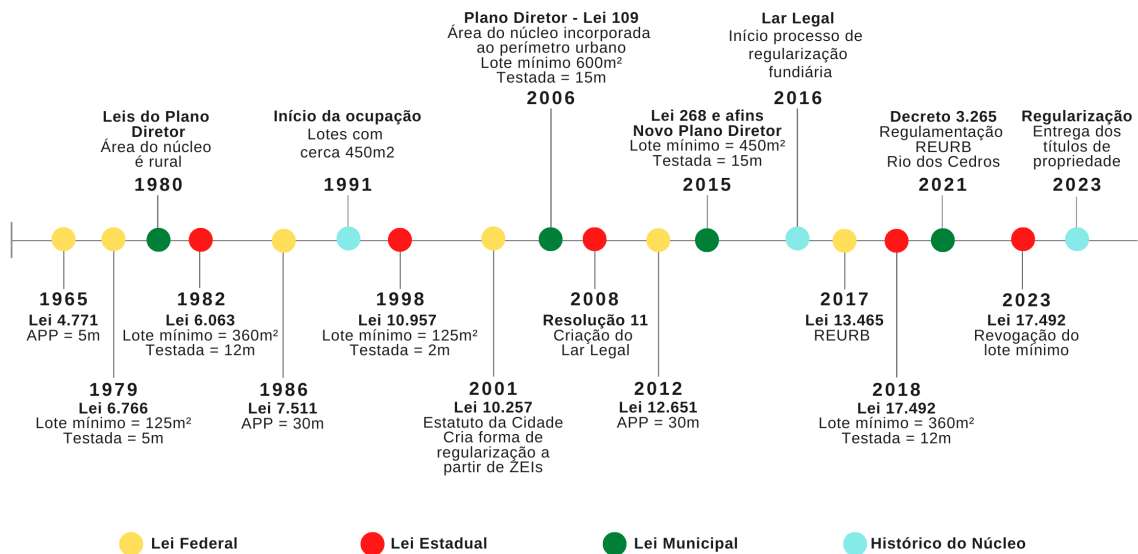 Plano Diretor - Lei 109
Área do núcleo incorporada
ao perímetro urbano
Lote mínimo 600m²
Testada = 15m
2006
Lar Legal
Início processo de
regularização
fundiária
2016
Leis do Plano
Diretor
Área do núcleo
é rural
1980
Início da ocupação
Lotes com
cerca 450m2
1991
Lei 268 e afins
Novo Plano Diretor
Lote mínimo = 450m²
Testada = 15m
2015
Decreto 3.265
Regulamentação
REURB
Rio dos Cedros
2021
Regularização
Entrega dos
títulos de
propriedade
2023
1965
Lei 4.771
APP = 5m
1982
Lei 6.063
Lote mínimo = 360m²
Testada = 12m
1998
Lei 10.957
Lote mínimo = 125m²
Testada = 2m
2008
Resolução 11
Criação do
Lar Legal
2017
Lei 13.465
REURB
2023
Lei 17.492
Revogação do
lote mínimo
1979
Lei 6.766
Lote mínimo = 125m²
Testada = 5m
1986
Lei 7.511
APP = 30m
2001
Lei 10.257
Estatuto da Cidade
Cria forma de
regularização a
partir de ZEIs
2012
Lei 12.651
APP = 30m
2018
Lei 17.492
Lote mínimo = 360m²
Testada = 12m
Lei Federal
Lei Estadual
Lei Municipal
Histórico do Núcleo